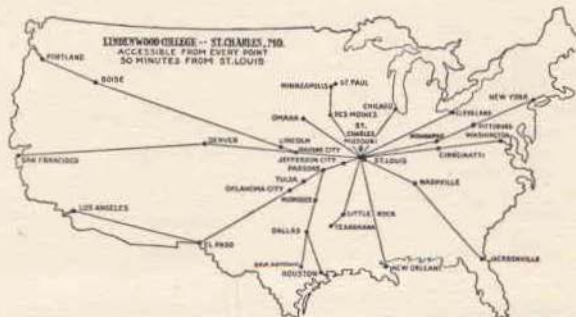 LINDENWOOD COLLEGE -- ST. CHARLES, MO.
ACCESSIBLE FROM EVERY POINT
50 MINUTES FROM ST. LOUIS
PORTLAND
BOISE
MINNEAPOLIS
ST PAUL
NEW YORK
CHICAGO
DES MOINES
CLEVELAND
OMAHA
ST.
CHARLES
MISSOURI
PITTSBURG
WASHINGTON
DENVER
LINCOLN
CINCINNATI
SAN FRANCISCO
JEFFERSON CITY
ST. LOUIS
PARSONS
TULSA
NASHVILLE
OKLAHOMA CITY
LITTLE ROCK
LOS ANGELES
TEXARKANA
DALLAS
EL PASO
SAN ANTONIO
NEW ORLEANS
JACKSONVILLE
HOUSTON